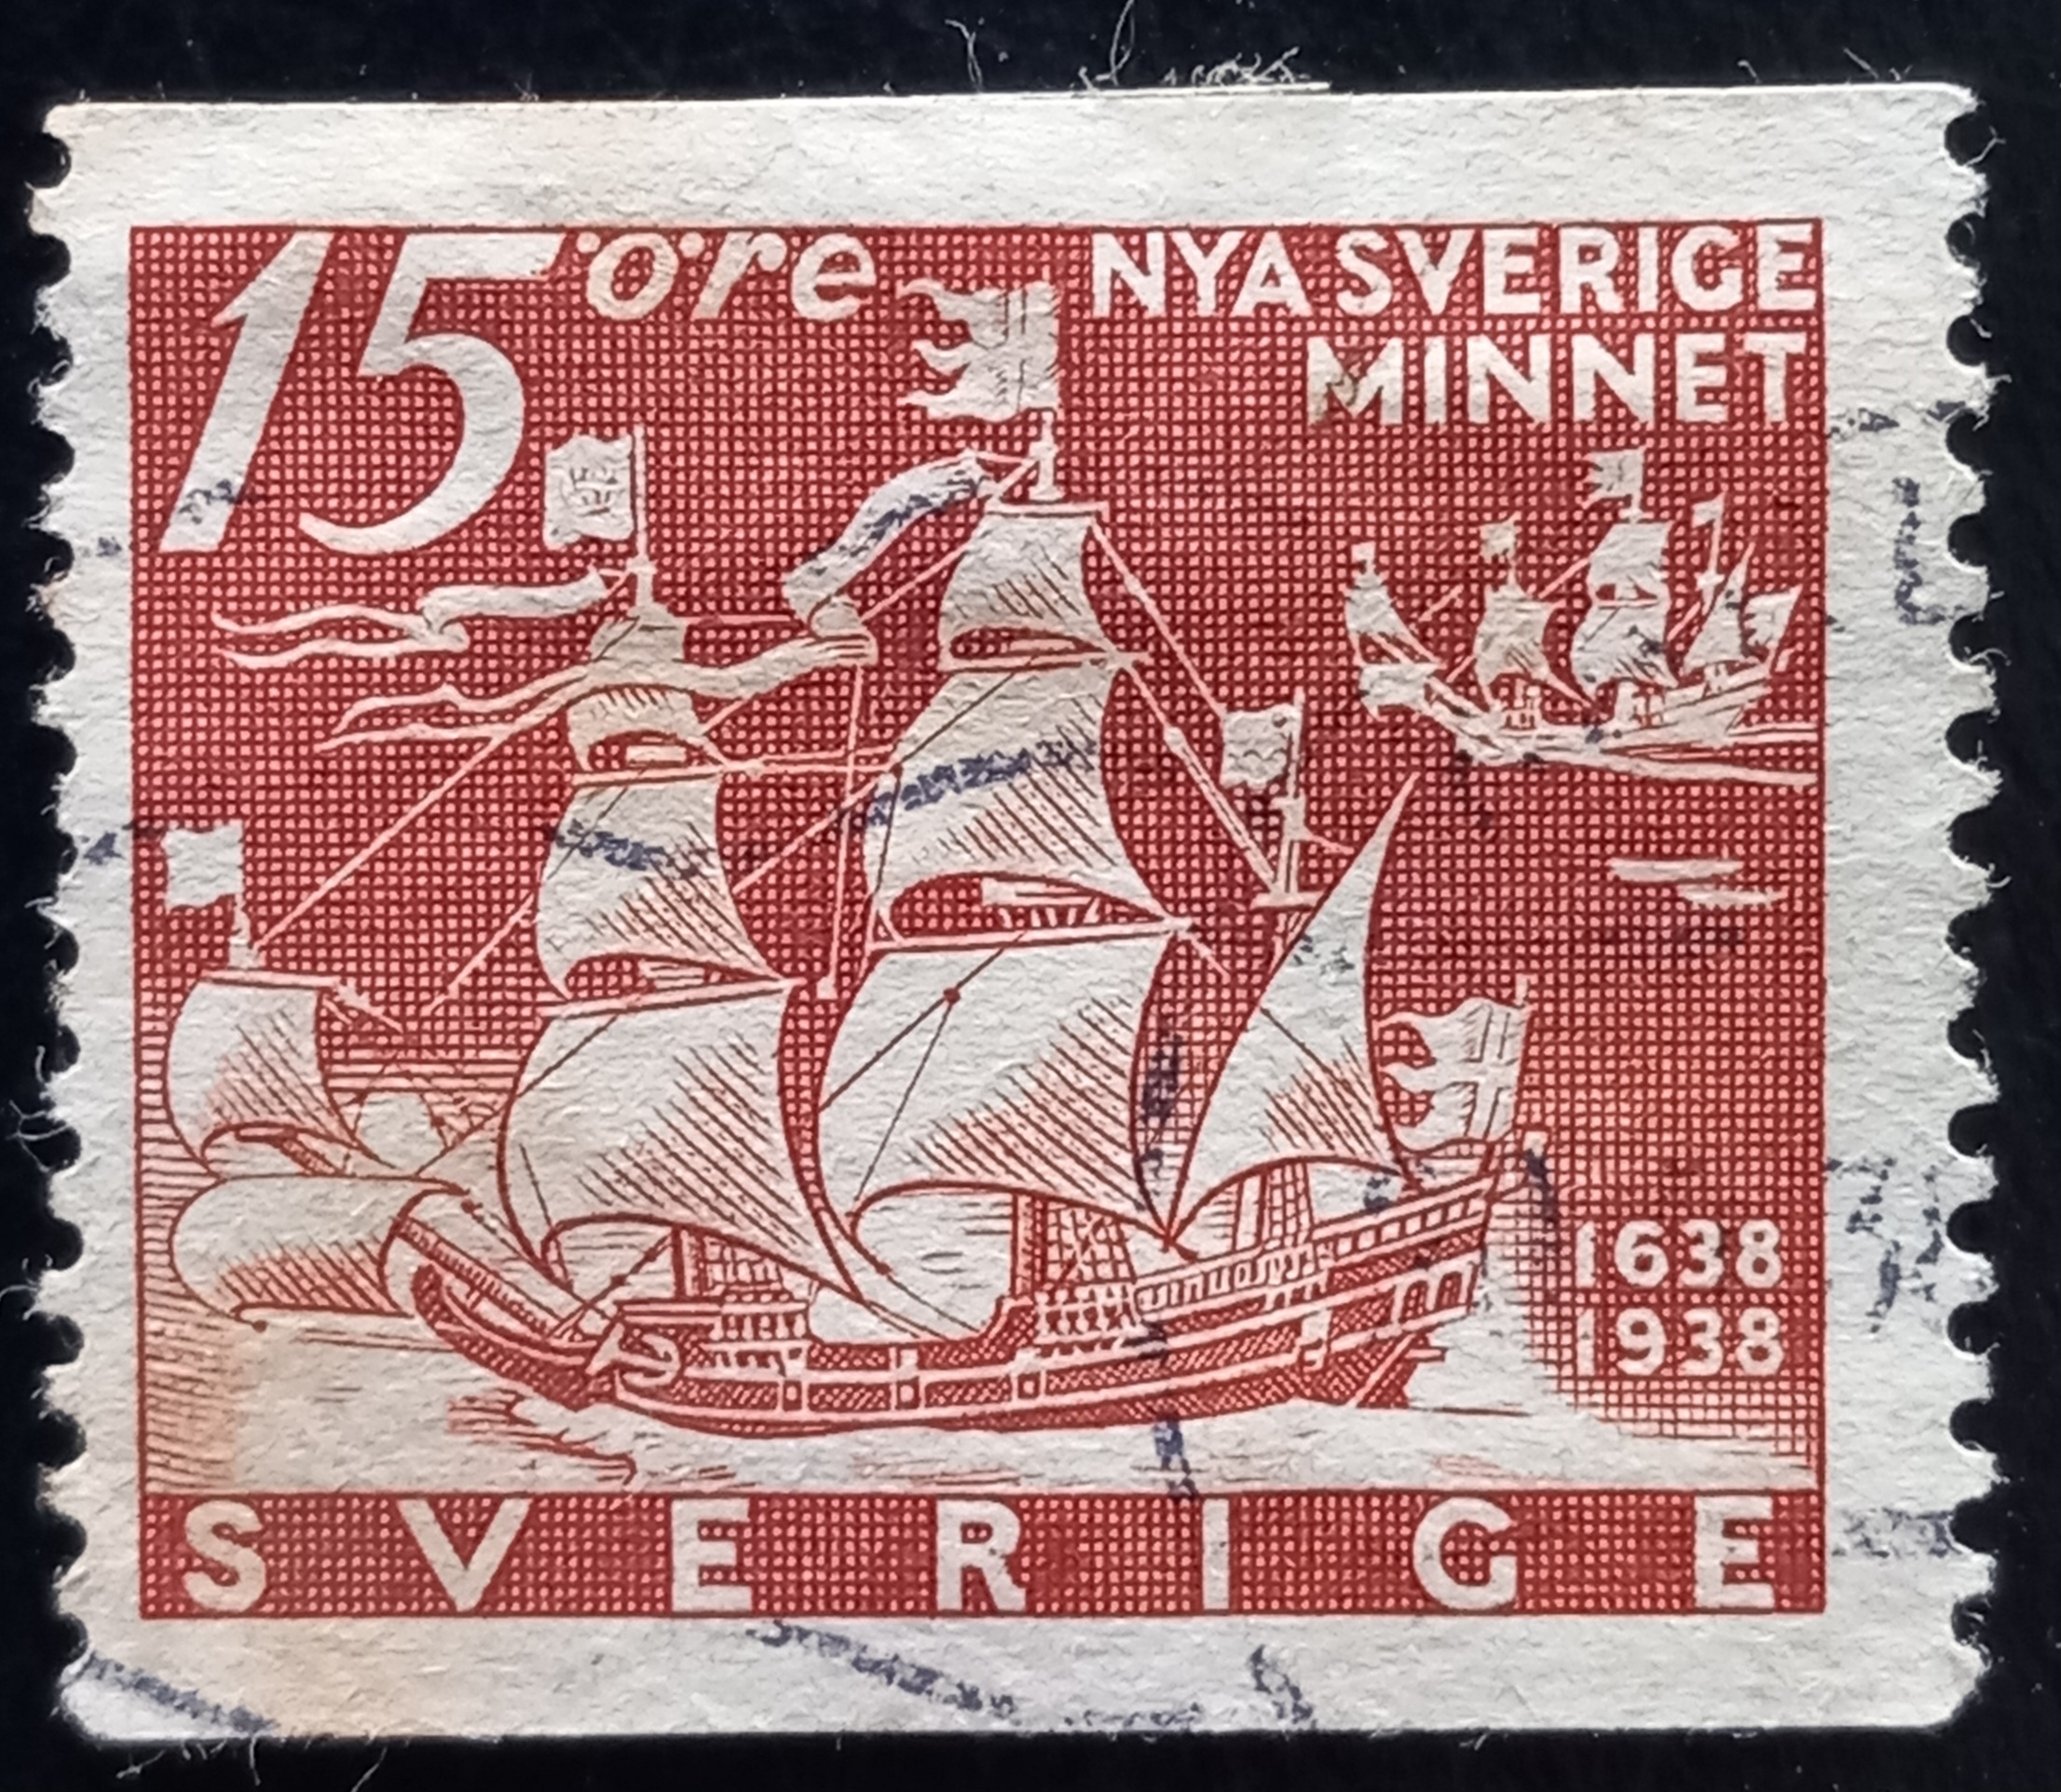 15 öre NYA SVERIGE
MINNET
1638
1938
SVERIGE